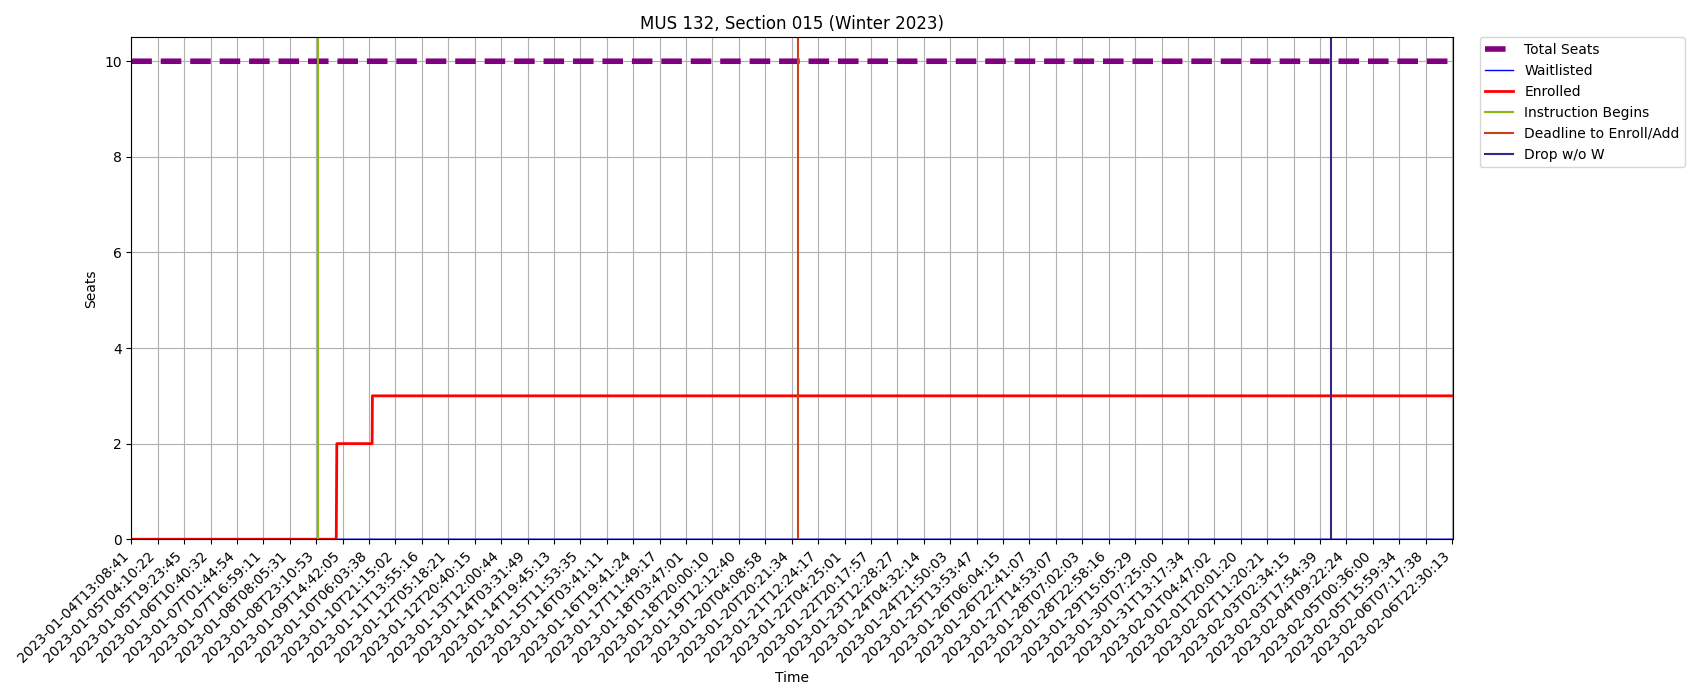 MUS 132, Section 015 (Winter 2023)
Total Seats
Waitlisted
Enrolled
Instruction Begins
Deadline to Enroll/Add
Drop w/o W
10
8
6
4
2
0
Seats
2023-01-04T13:08:41
2023-01-05T04:10:22
2023-01-05T19:23:45
2023-01-06T10:40:32
2023-01-07T01:44:54
2023-01-07T16:59:11
2023-01-08T08:05:31
2023-01-08T23:10:53
2023-01-09T14:42:05
2023-01-10T06:03:38
2023-01-10T21:15:02
2023-01-11T13:55:16
2023-01-12T05:18:21
2023-01-12T20:40:15
2023-01-13T12:00:44
2023-01-14T03:31:49
2023-01-14T19:45:13
2023-01-15T11:53:35
2023-01-16T03:41:11
2023-01-16T19:41:24
2023-01-17T11:49:17
2023-01-18T03:47:01
2023-01-18T20:00:10
2023-01-19T12:12:40
2023-01-20T04:08:58
2023-01-20T20:21:34
2023-01-21T12:24:17
2023-01-22T04:25:01
2023-01-22T20:17:57
2023-01-23T12:28:27
2023-01-24T04:32:14
2023-01-24T21:50:03
2023-01-25T13:53:47
2023-01-26T06:04:15
2023-01-26T22:41:07
2023-01-27T14:53:07
2023-01-28T07:02:03
2023-01-28T22:58:16
2023-01-29T15:05:29
2023-01-30T07:25:00
2023-01-31T13:17:34
2023-02-01T04:47:02
2023-02-01T20:01:20
2023-02-02T11:20:21
2023-02-03T02:34:15
2023-02-03T17:54:39
2023-02-04T09:22:24
2023-02-05T00:36:00
2023-02-05T15:59:34
2023-02-06T07:17:38
2023-02-06T22:30:13
Time